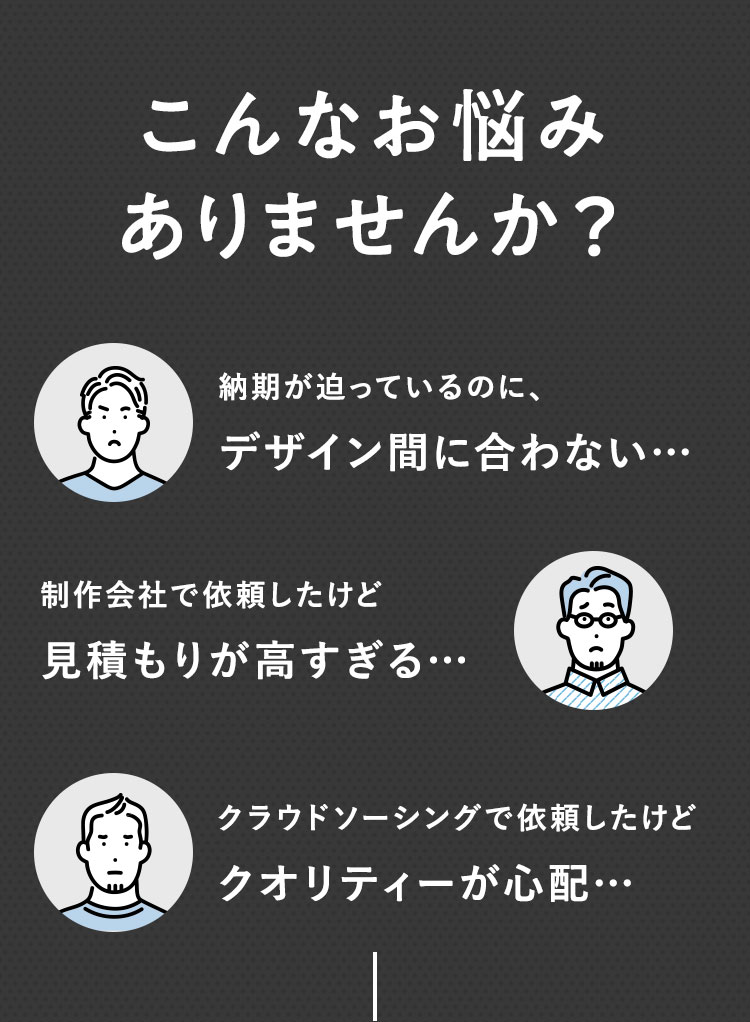 こんなお悩み
ありませんか？
納期が迫っているのに、
デザイン間に合わない…
制作会社で依頼したけど
見積もりが高すぎる…
クラウドソーシングで依頼したけど
クオリティーが心配…